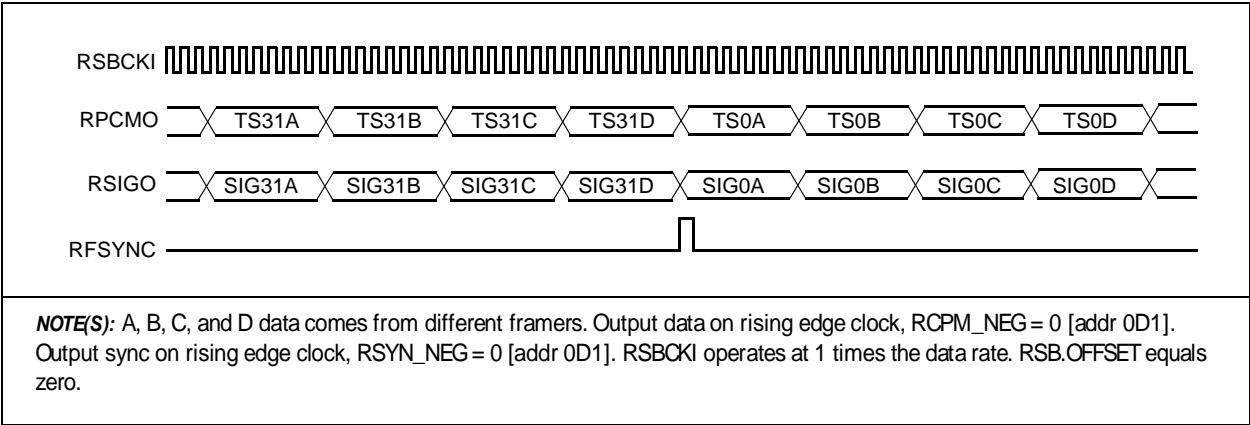 RSBCKI
RPCMO TS31A TS31B TS31C TS31D TS0A TS0B TS0C TS0D
RSIGO SIG31A SIG31B SIG31C SIG31D SIG0A SIG0B SIG0C SIG0D
RFSYNC
NOTE(S): A, B, C, and D data comes from different framers. Output data on rising edge clock, RCPM_NEG = 0 [addr 0D1].
Output sync on rising edge clock, RSYN_NEG = 0 [addr 0D1]. RSBCKI operates at 1 times the data rate. RSB.OFFSET equals
zero.